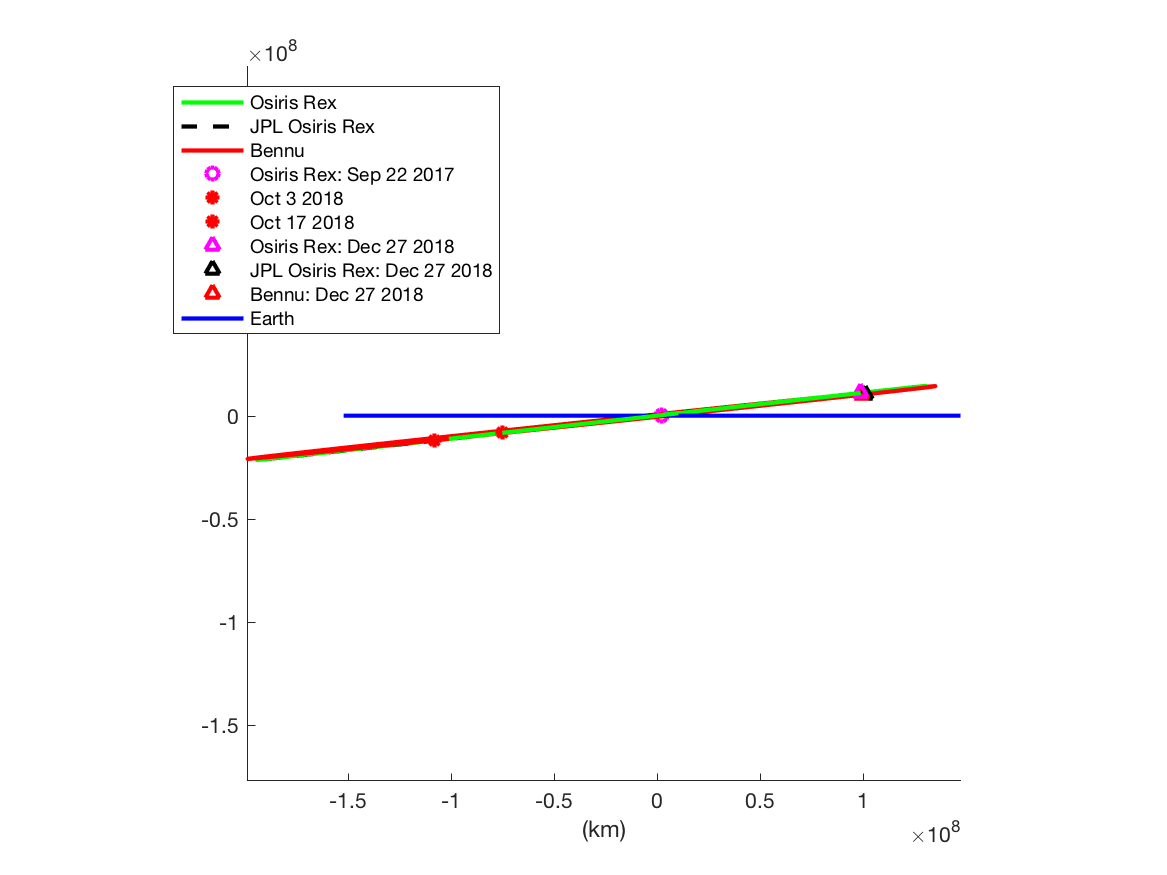 ×10^8
Osiris Rex
JPL Osiris Rex
Bennu
Osiris Rex: Sep 22 2017
Oct 3 2018
Oct 17 2018
Osiris Rex: Dec 27 2018
JPL Osiris Rex: Dec 27 2018
Bennu: Dec 27 2018
Earth
0
-0.5
-1
-1.5
-1.5 -1 -0.5 0 0.5 1
(km)
×10^8